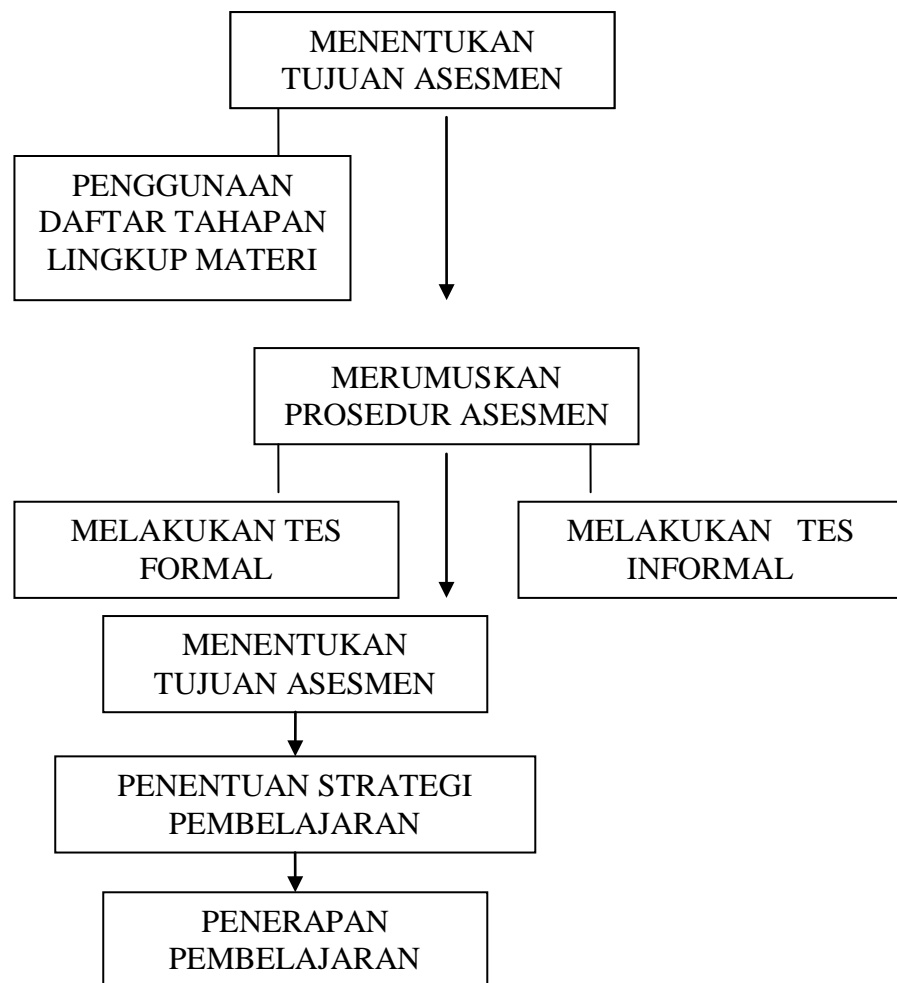 MENENTUKAN
TUJUAN ASESMEN
PENGGUNAAN
DAFTAR TAHAPAN
LINGKUP MATERI
MERUMUSKAN
PROSEDUR ASESMEN
MELAKUKAN TES
FORMAL
MELAKUKAN TES
INFORMAL
MENENTUKAN
TUJUAN ASESMEN
PENENTUAN STRATEGI
PEMBELAJARAN
PENERAPAN
PEMBELAJARAN